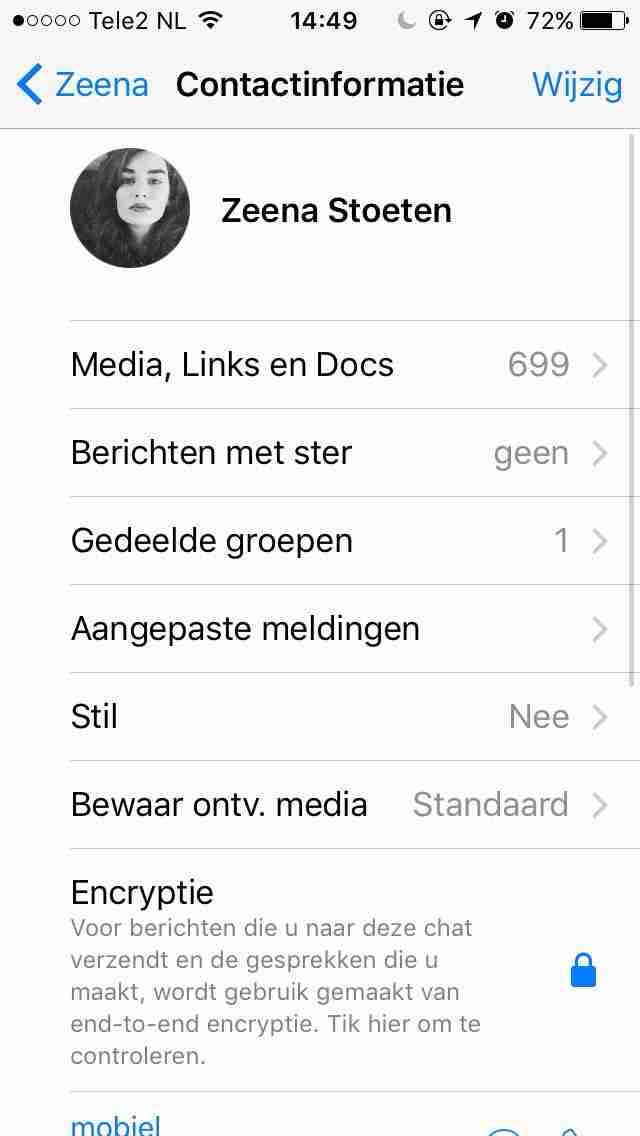 Tele2 NL 14:49 72%
Zeena Contactinformatie Wijzig
Zeena Stoeten
Media, Links en Docs 699
Berichten met ster geen
Gedeelde groepen 1
Aangepaste meldingen
Stil Nee
Bewaar ontv. media Standaard
Encryptie
Voor berichten die u naar deze chat
verzendt en de gesprekken die u
maakt, wordt gebruik gemaakt van
end-to-end encryptie. Tik hier om te
controleren.
mobiel